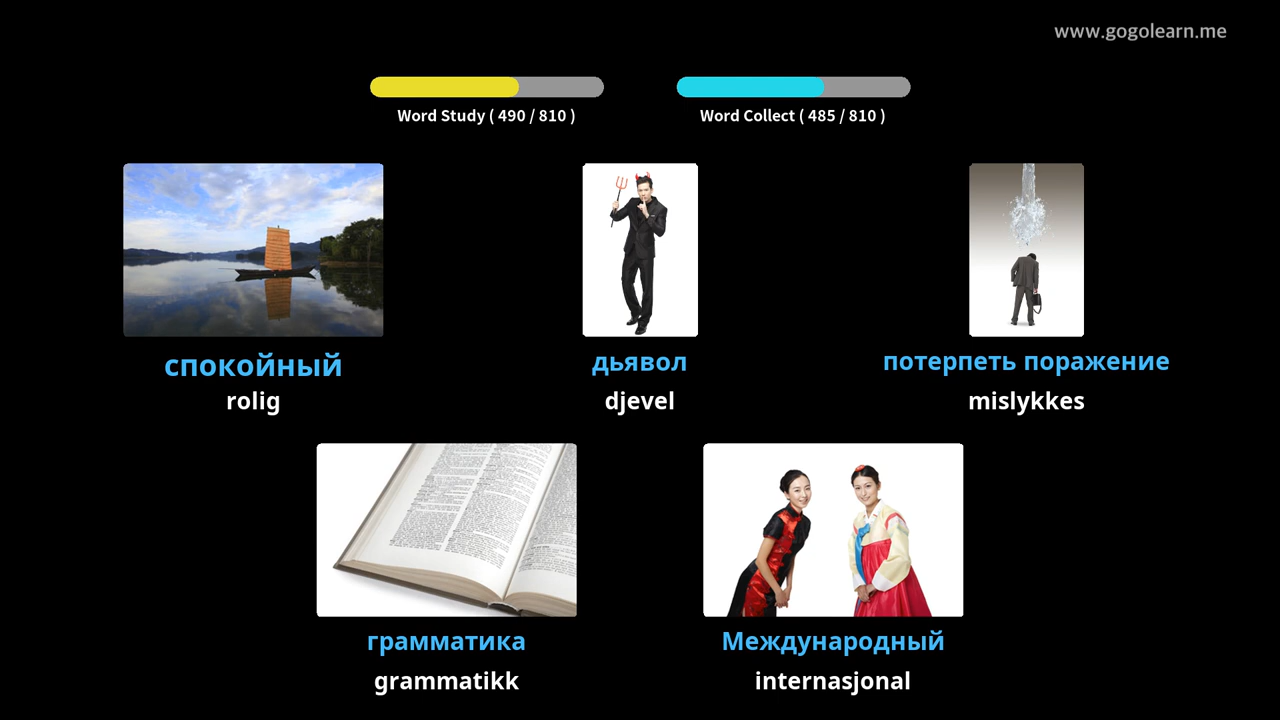 www.gogolearn.me
Word Study ( 490 / 810 )
Word Collect ( 485 / 810 )
спокойный
rolig
дьявол
djevel
потерпеть поражение
mislykkes
грамматика
grammatikk
Международный
internasjonal